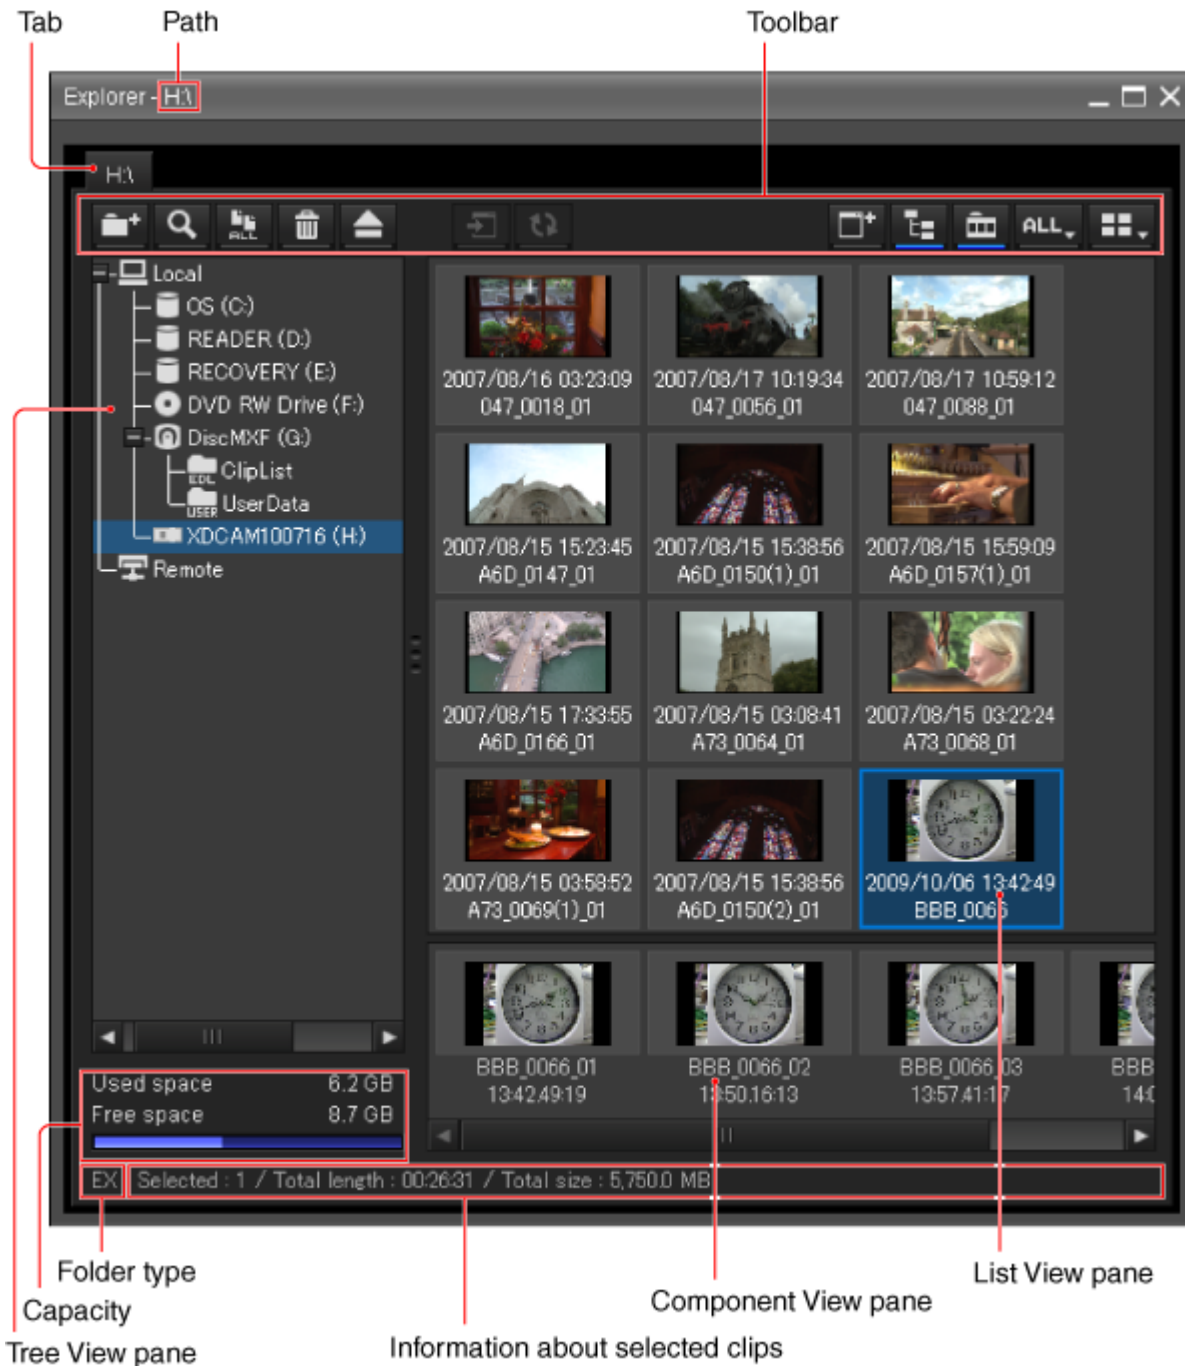 Tab Path Toolbar
Explorer - H:\
H:\
ALL ALL
Local
OS (C:)
READER (D:)
RECOVERY (E:)
DVD RW Drive (F:)
DiscMXF (G:)
EDL ClipList
USER UserData
XDCAM100716 (H:)
Remote
2007/08/16 03:23:09 2007/08/17 10:19:34 2007/08/17 10:59:12
047_0018_01 047_0056_01 047_0088_01
2007/08/15 15:23:45 2007/08/15 15:38:56 2007/08/15 15:59:09
A6D_0147_01 A6D_0150(1)_01 A6D_0157(1)_01
2007/08/15 17:33:55 2007/08/15 03:08:41 2007/08/15 03:22:24
A6D_0166_01 A73_0064_01 A73_0068_01
2007/08/15 03:58:52 2007/08/15 15:38:56 2009/10/06 13:42:49
A73_0069(1)_01 A6D_0150(2)_01 BBB_0066
BBB_0066_01 BBB_0066_02 BBB_0066_03 BBB
13:42.49:19 13:50.16:13 13:57.41:17 14:0
Used space 6.2 GB
Free space 8.7 GB
EX Selected : 1 / Total length : 00:26:31 / Total size : 5,750.0 MB
Folder type
List View pane
Capacity
Component View pane
Tree View pane
Information about selected clips